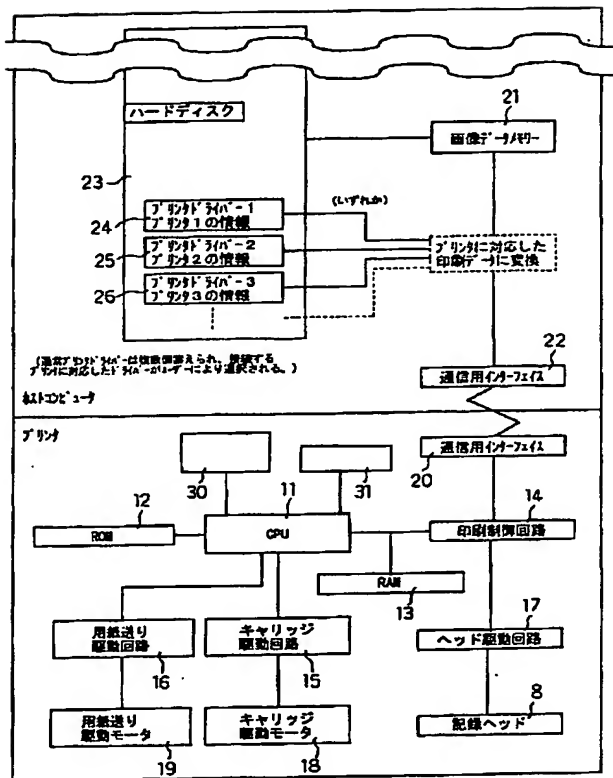 ハードディスク
21
画像データメモリー
23
(いずれか)
24
プリンタドライバー1
プリンタ1の情報
25
プリンタドライバー2
プリンタ2の情報
プリンタに対応した
印刷データに変換
26
プリンタドライバー3
プリンタ3の情報
22
(通常プリンタドライバーは複数備えられ、接続する
プリンタに対応したドライバーがユーザーにより選択される。)
通信用インターフェイス
ホストコンピュータ
プリンタ
通信用インターフェイス
20
30
31
12
11
14
ROM
CPU
印刷制御回路
RAM
13
用紙送り
駆動回路
16
キャリッジ
駆動回路
15
17
ヘッド駆動回路
用紙送り
駆動モータ
19
キャリッジ
駆動モータ
18
8
記録ヘッド